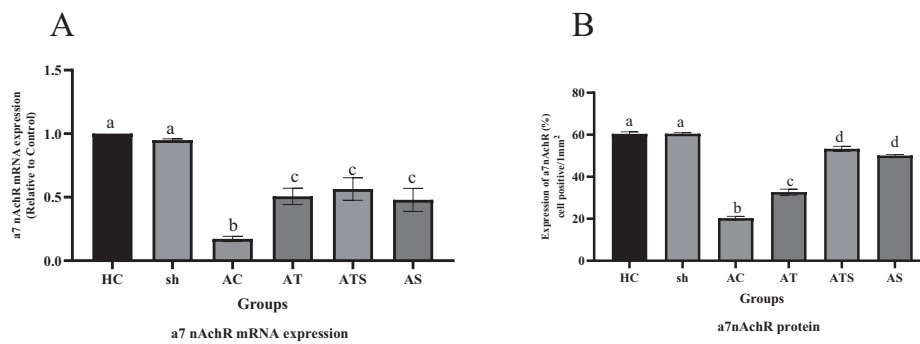 A
a7 nAchR mRNA expression
(Relative to Control)
1.5
1.0
0.5
0.0
a
a
b
c
c
c
HC sh AC AT ATS AS
Groups
a7 nAchR mRNA expression
B
Expression of a7nAchR (%)
cell positive/1mm²
80
60
40
20
0
a
a
b
c
d
d
HC sh AC AT ATS AS
Groups
a7nAchR protein